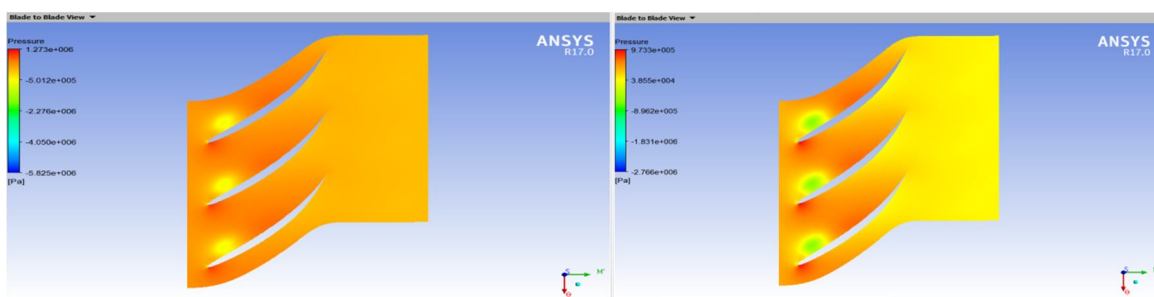 Blade to Blade View
Pressure
1.273e+006
-5.012e+005
-2.276e+006
-4.050e+006
-5.825e+006
[Pa]
ANSYS
R17.0
M'
S
Θ
Blade to Blade View
Pressure
9.733e+005
3.855e+004
-8.962e+005
-1.831e+006
-2.766e+006
[Pa]
ANSYS
R17.0
S
Θ